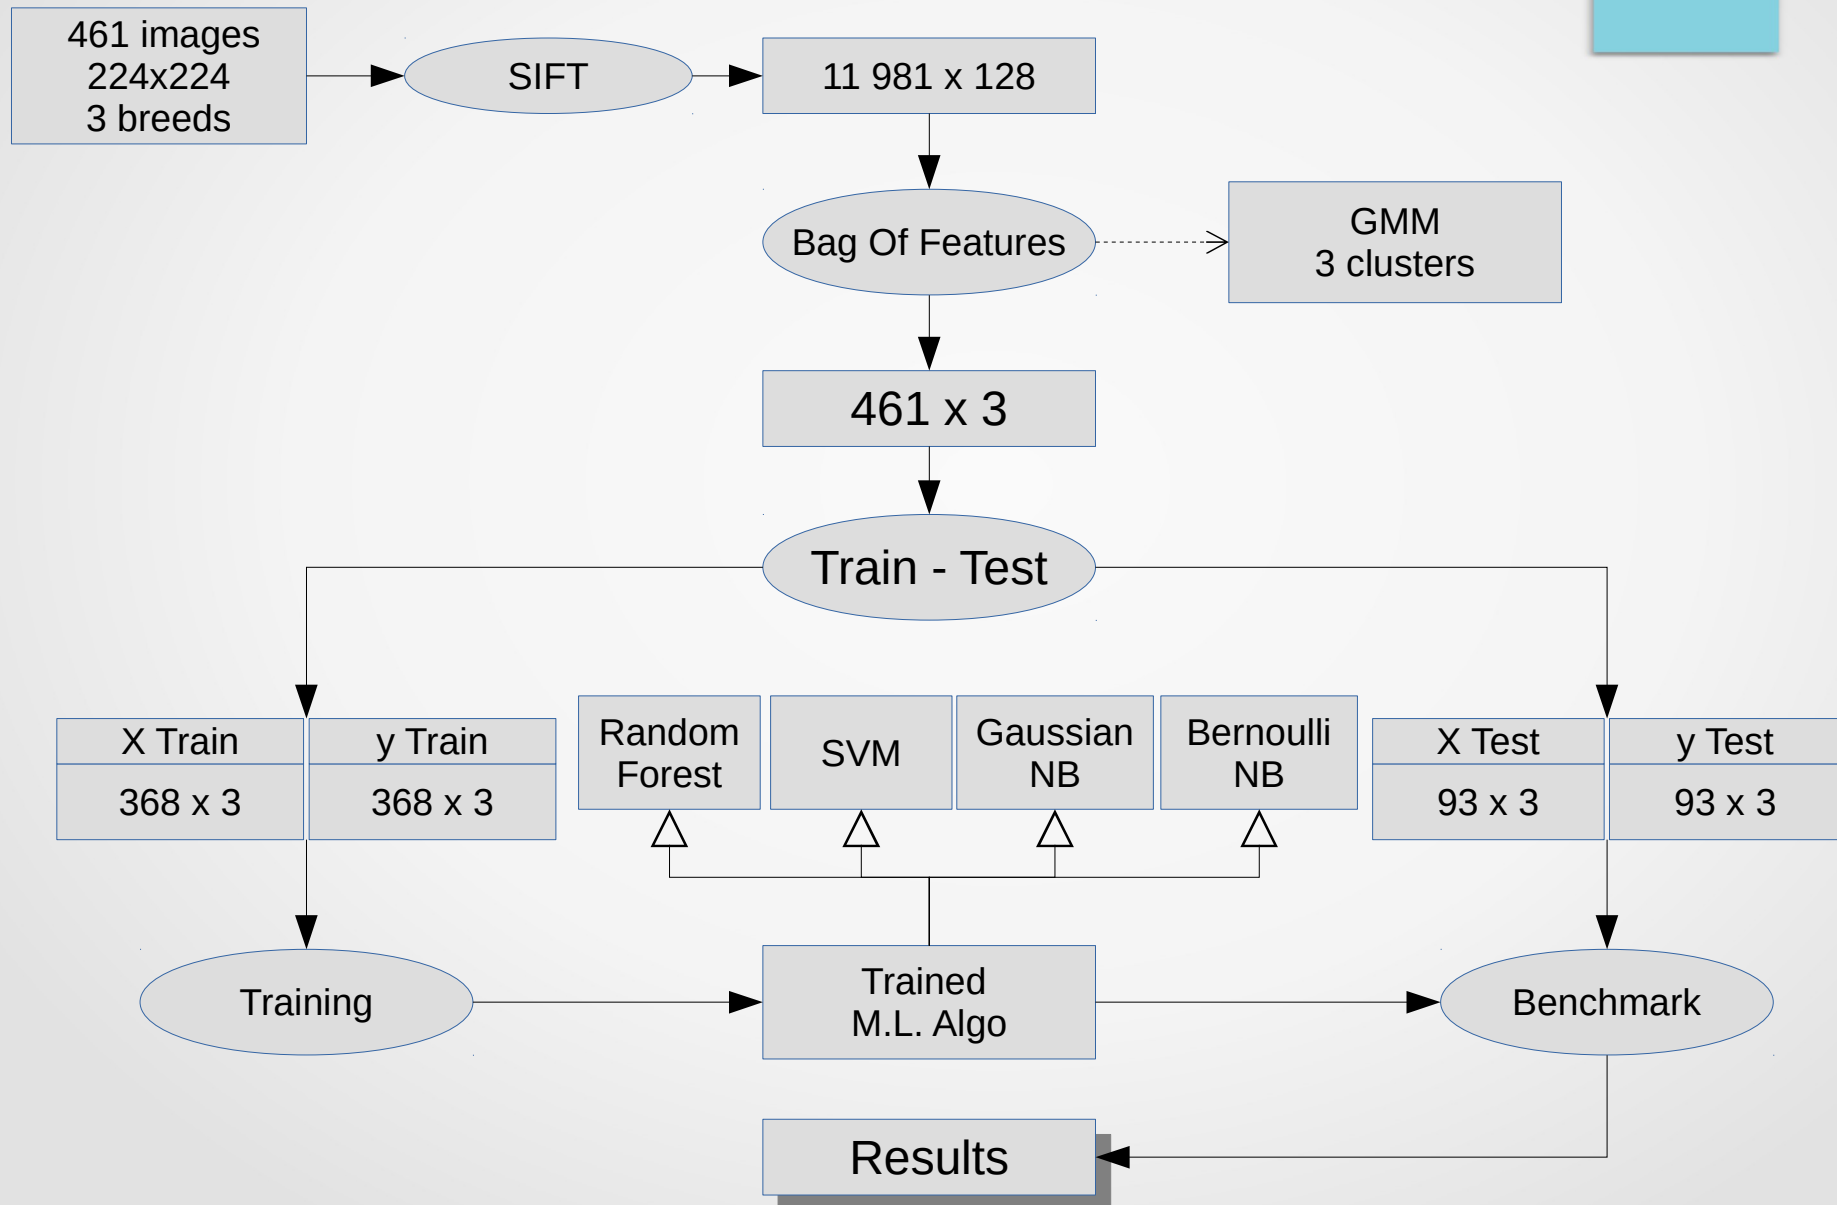 461 images
224x224
3 breeds
SIFT
11 981 x 128
Bag Of Features
GMM
3 clusters
461 x 3
Train - Test
X Train
y Train
368 x 3
368 x 3
Random
Forest
SVM
Gaussian
NB
Bernoulli
NB
X Test
y Test
93 x 3
93 x 3
Training
Trained
M.L. Algo
Benchmark
Results